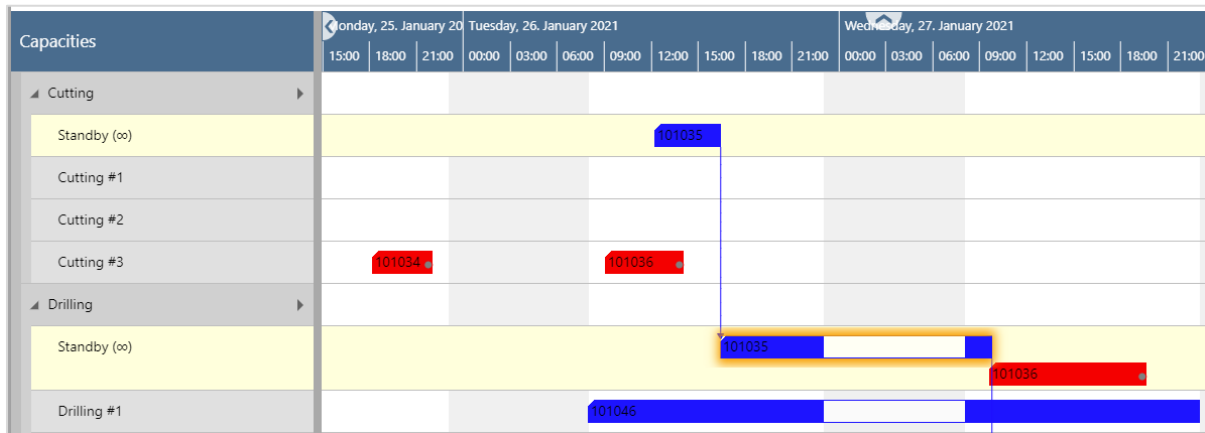 Capacities
onday, 25. January 20 Tuesday, 26. January 2021 Wednesday, 27. January 2021
15:00 18:00 21:00 00:00 03:00 06:00 09:00 12:00 15:00 18:00 21:00 00:00 03:00 06:00 09:00 12:00 15:00 18:00 21:00
Cutting
Standby (∞) 101035
Cutting #1
Cutting #2
Cutting #3 101034 101036
Drilling
Standby (∞) 101035
101036
Drilling #1 101046